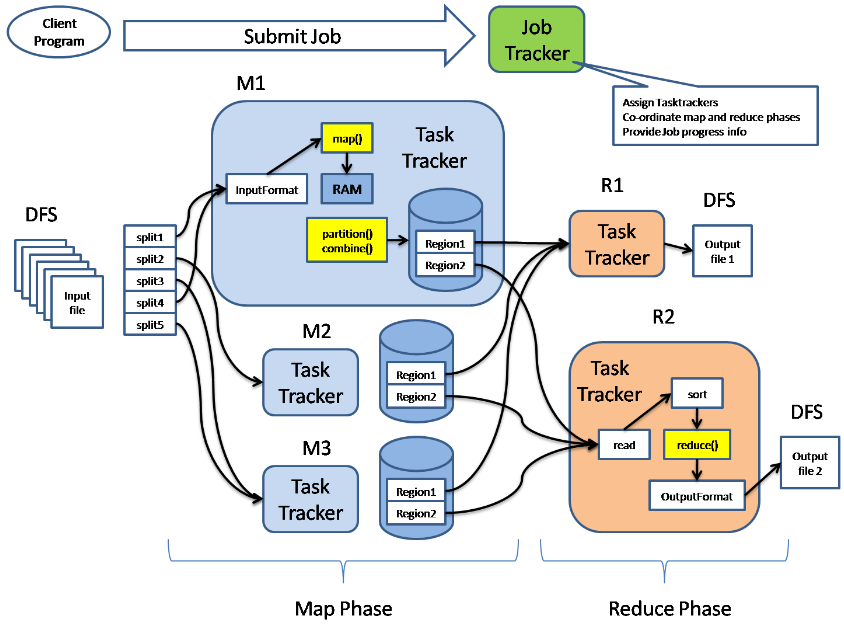 Client
Program
Submit Job
Job
Tracker
Assign Tasktrackers
Co-ordinate map and reduce phases
Provide Job progress info
M1
Task
Tracker
map()
InputFormat
RAM
partition()
combine()
Region1
Region2
DFS
Input
file
split1
split2
split3
split4
split5
M2
Task
Tracker
Region1
Region2
M3
Task
Tracker
Region1
Region2
R1
Task
Tracker
DFS
Output
file 1
R2
Task
Tracker
sort
read
reduce()
OutputFormat
DFS
Output
file 2
Map Phase
Reduce Phase